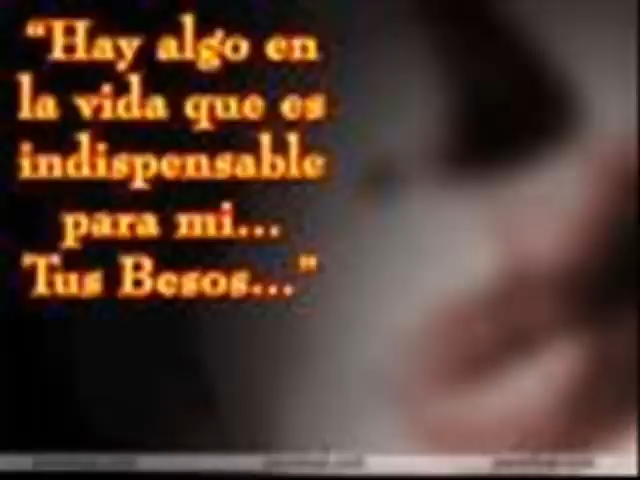 “Hay algo en
la vida que es
indispensable
para mi...
Tus Besos...”